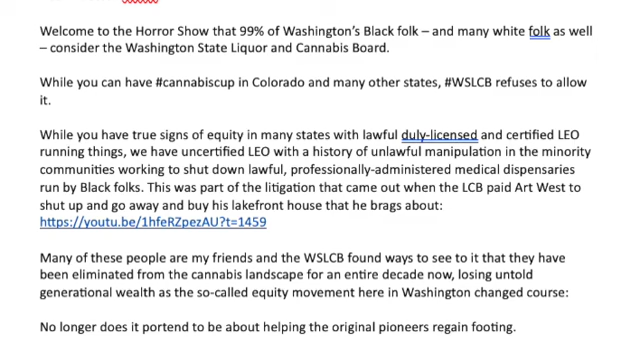 Welcome to the Horror Show that 99% of Washington's Black folk – and many white folk as well
– consider the Washington State Liquor and Cannabis Board.
While you can have #cannabiscup in Colorado and many other states, #WSLCB refuses to allow
it.
While you have true signs of equity in many states with lawful duly-licensed and certified LEO
running things, we have uncertified LEO with a history of unlawful manipulation in the minority
communities working to shut down lawful, professionally-administered medical dispensaries
run by Black folks. This was part of the litigation that came out when the LCB paid Art West to
shut up and go away and buy his lakefront house that he brags about:
https://youtu.be/1hfeRZpezAU?t=1459
Many of these people are my friends and the WSLCB found ways to see to it that they have
been eliminated from the cannabis landscape for an entire decade now, losing untold
generational wealth as the so-called equity movement here in Washington changed course:
No longer does it portend to be about helping the original pioneers regain footing.